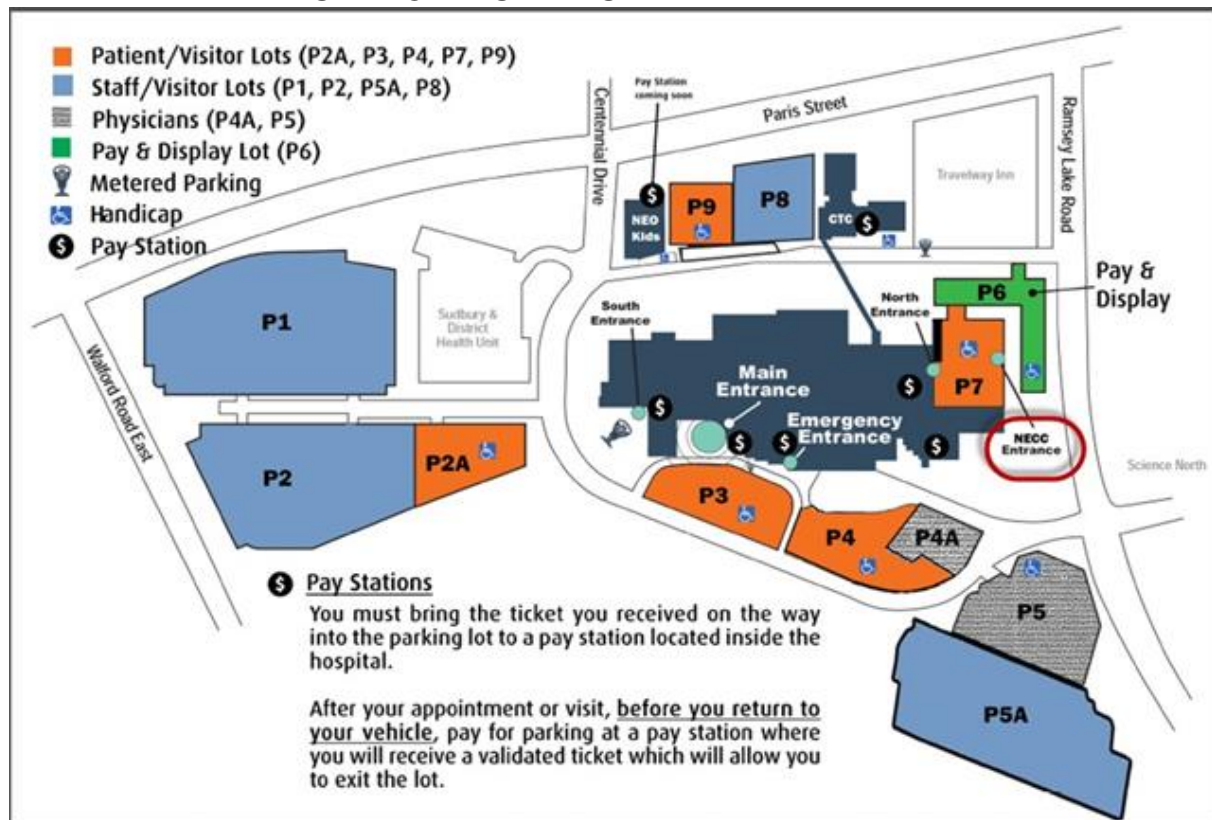 Patient/Visitor Lots (P2A, P3, P4, P7, P9)
Staff/Visitor Lots (P1, P2, P5A, P8)
Physicians (P4A, P5)
Pay & Display Lot (P6)
Metered Parking
Handicap
$ Pay Station
Pay Station
coming soon
Centennial Drive
Paris Street
Ramsey Lake Road
Travelway Inn
$
NEO
Kids
P9
P8
CTC
$
P1
Sudbury &
District
Health Unit
South
Entrance
North
Entrance
P6
Pay &
Display
Walford Road East
Main
Entrance
$
P7
$
$
$
Emergency
Entrance
$
NECC
Entrance
Science North
P2
P2A
P3
P4
P4A
P5
P5A
$ Pay Stations
You must bring the ticket you received on the way
into the parking lot to a pay station located inside the
hospital.
After your appointment or visit, before you return to
your vehicle, pay for parking at a pay station where
you will receive a validated ticket which will allow you
to exit the lot.